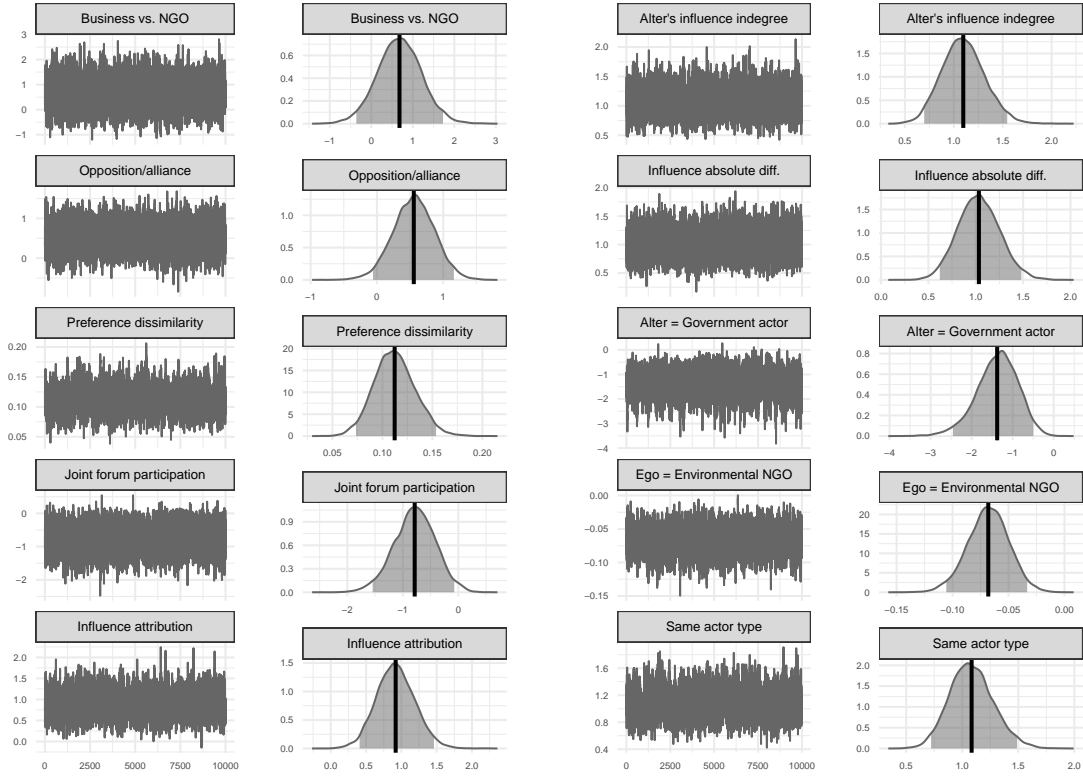 Business vs. NGO
3
2
1
0
−1
Business vs. NGO
0.6
0.4
0.2
0.0
−1 0 1 2 3
Alter's influence indegree
2.0
1.5
1.0
0.5
Alter's influence indegree
1.5
1.0
0.5
0.0
0.5 1.0 1.5 2.0
Opposition/alliance
1
0
Opposition/alliance
1.0
0.5
0.0
−1 0 1
Influence absolute diff.
2.0
1.5
1.0
0.5
Influence absolute diff.
1.5
1.0
0.5
0.0
0.0 0.5 1.0 1.5 2.0
Preference dissimilarity
0.20
0.15
0.10
0.05
Preference dissimilarity
20
15
10
5
0
0.05 0.10 0.15 0.20
Alter = Government actor
0
−1
−2
−3
−4
Alter = Government actor
0.8
0.6
0.4
0.2
0.0
−4 −3 −2 −1 0
Joint forum participation
0
−1
−2
Joint forum participation
0.9
0.6
0.3
0.0
−2 −1 0
Ego = Environmental NGO
0.00
−0.05
−0.10
−0.15
Ego = Environmental NGO
20
15
10
5
0
−0.15 −0.10 −0.05 0.00
Influence attribution
2.0
1.5
1.0
0.5
0.0
0 2500 5000 7500 10000
Influence attribution
1.5
1.0
0.5
0.0
0.0 0.5 1.0 1.5 2.0
Same actor type
1.6
1.2
0.8
0.4
0 2500 5000 7500 10000
Same actor type
2.0
1.5
1.0
0.5
0.0
0.5 1.0 1.5 2.0